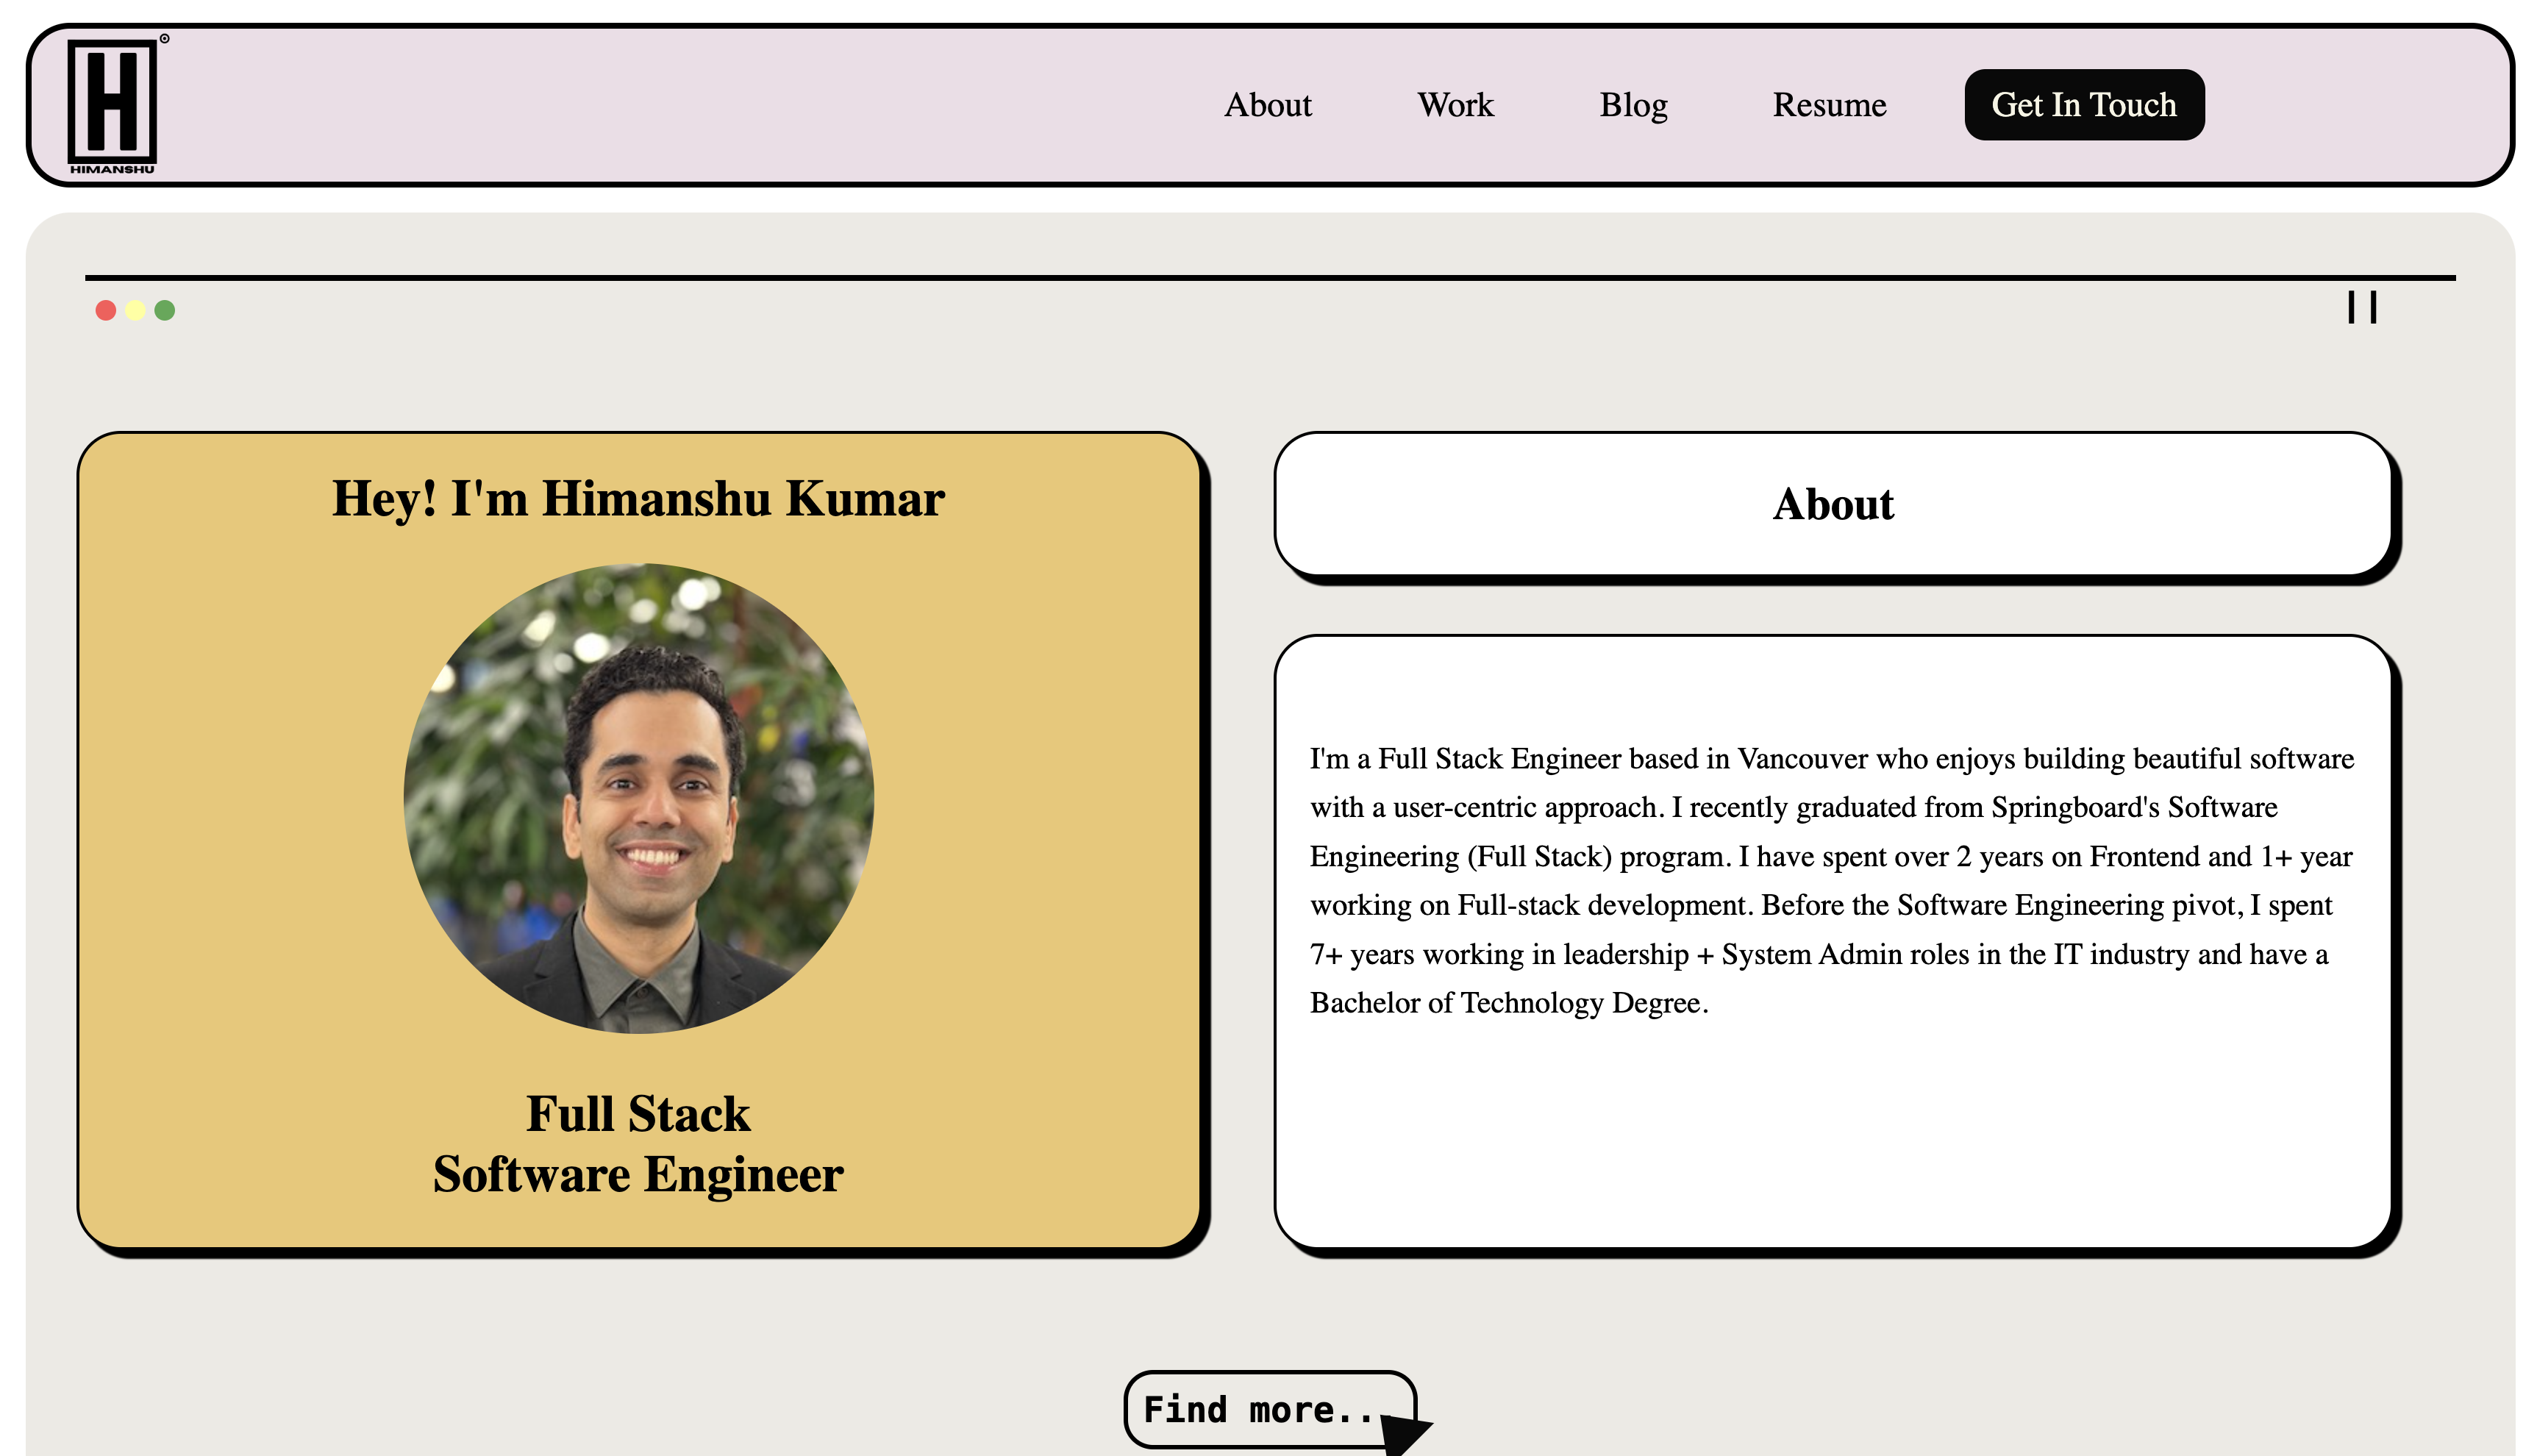 H
HIMANSHU
About
Work
Blog
Resume
Get In Touch
Hey! I'm Himanshu Kumar
Full Stack
Software Engineer
About
I'm a Full Stack Engineer based in Vancouver who enjoys building beautiful software
with a user-centric approach. I recently graduated from Springboard's Software
Engineering (Full Stack) program. I have spent over 2 years on Frontend and 1+ year
working on Full-stack development. Before the Software Engineering pivot, I spent
7+ years working in leadership + System Admin roles in the IT industry and have a
Bachelor of Technology Degree.
Find more...